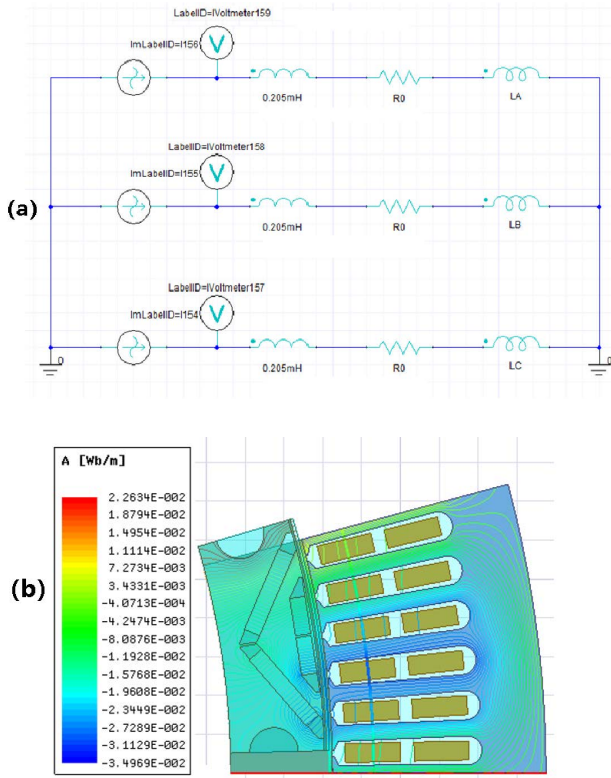 LabelID=IVoltmeter159
ImLabelID=I156
0.205mH
R0
LA
LabelID=IVoltmeter158
ImLabelID=I155
(a)
0.205mH
R0
LB
LabelID=IVoltmeter157
ImLabelID=I154
0
0
0.205mH
R0
LC
A [Wb/m]
2.2634E-002
1.8794E-002
1.4954E-002
1.1114E-002
7.2734E-003
3.4331E-003
-4.0713E-004
-4.2474E-003
(b)
-8.0876E-003
-1.1928E-002
-1.5768E-002
-1.9608E-002
-2.3449E-002
-2.7289E-002
-3.1129E-002
-3.4969E-002